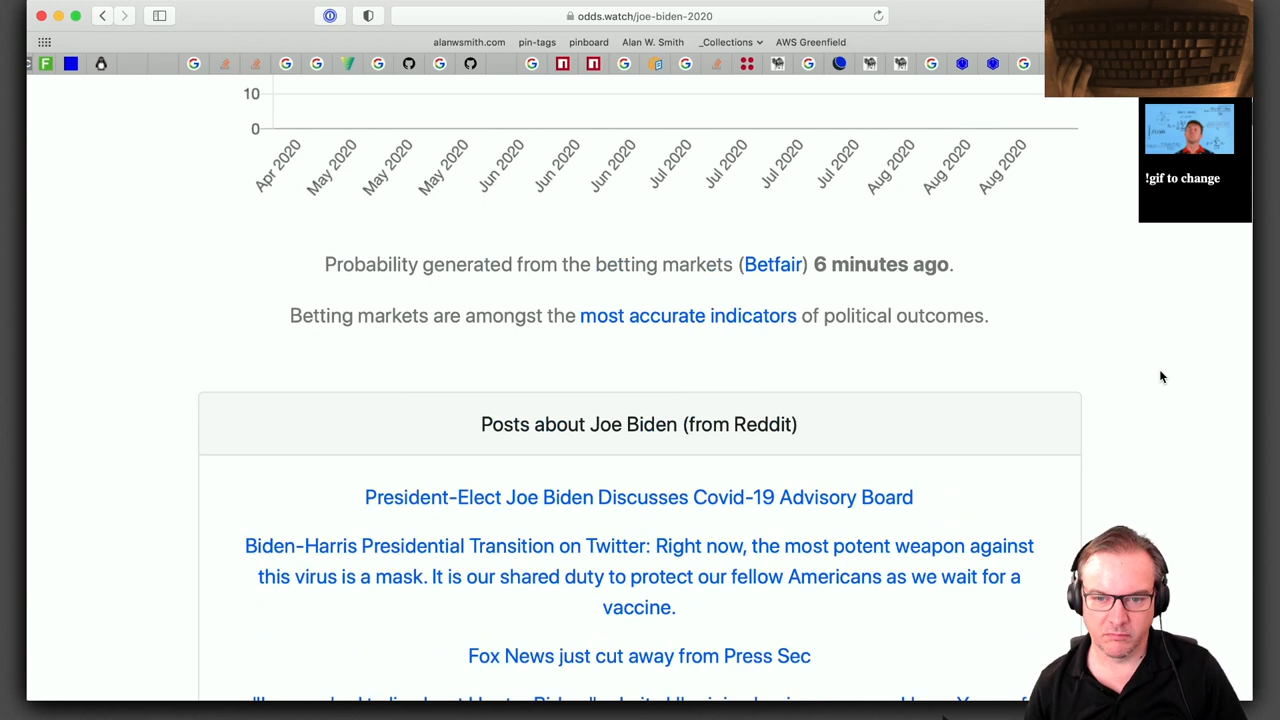 odds.watch/joe-biden-2020
alanwsmith.com pin-tags pinboard Alan W. Smith _Collections AWS Greenfield
10
0
Apr 2020 May 2020 May 2020 May 2020 Jun 2020 Jun 2020 Jun 2020 Jul 2020 Jul 2020 Jul 2020 Jul 2020 Aug 2020 Aug 2020 Aug 2020
!gif to change
Probability generated from the betting markets (Betfair) 6 minutes ago.
Betting markets are amongst the most accurate indicators of political outcomes.
Posts about Joe Biden (from Reddit)
President-Elect Joe Biden Discusses Covid-19 Advisory Board
Biden-Harris Presidential Transition on Twitter: Right now, the most potent weapon against
this virus is a mask. It is our shared duty to protect our fellow Americans as we wait for a
vaccine.
Fox News just cut away from Press Sec